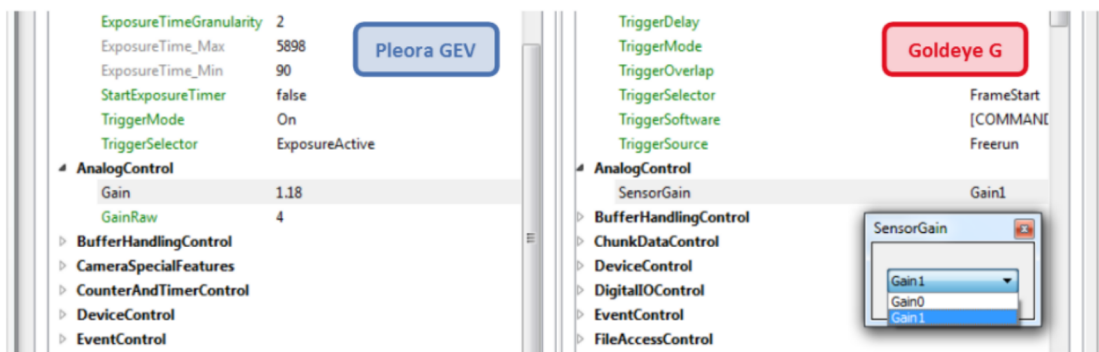 ExposureTimeGranularity 2
ExposureTime_Max 5898
ExposureTime_Min 90
StartExposureTimer false
TriggerMode On
TriggerSelector ExposureActive
AnalogControl
Gain 1.18
GainRaw 4
BufferHandlingControl
CameraSpecialFeatures
CounterAndTimerControl
DeviceControl
EventControl
Pleora GEV
TriggerDelay
TriggerMode
TriggerOverlap
TriggerSelector FrameStart
TriggerSoftware [COMMAND
TriggerSource Freerun
AnalogControl
SensorGain Gain1
BufferHandlingControl
ChunkDataControl
DeviceControl
DigitalIOControl
EventControl
FileAccessControl
Goldeye G
SensorGain
Gain1
Gain0
Gain1